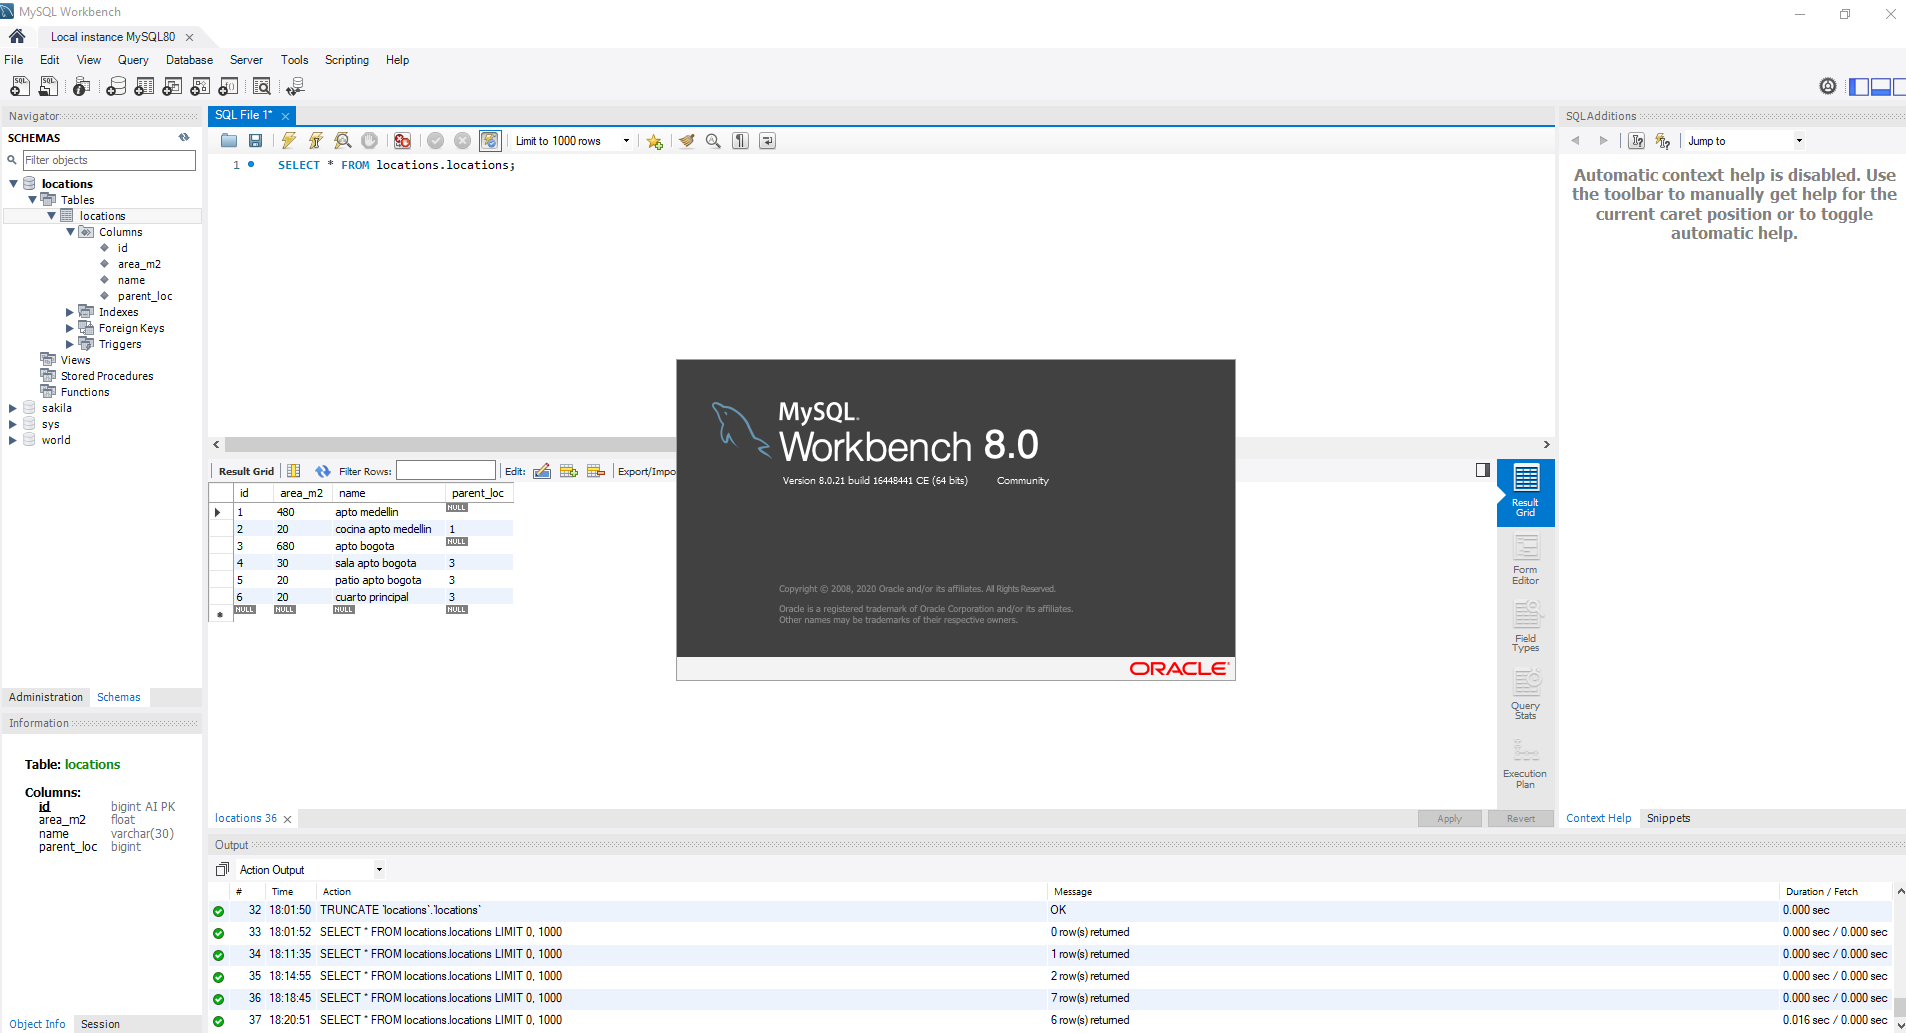 MySQL Workbench
Local instance MySQL80
File Edit View Query Database Server Tools Scripting Help
Navigator
SCHEMAS
Filter objects
locations
Tables
locations
Columns
id
area_m2
name
parent_loc
Indexes
Foreign Keys
Triggers
Views
Stored Procedures
Functions
sakila
sys
world
Administration Schemas
Information
Table: locations
Columns:
id bigint AI PK
area_m2 float
name varchar(30)
parent_loc bigint
Object Info Session
SQL File 1*
Limit to 1000 rows
1 SELECT * FROM locations.locations;
MySQL
Workbench 8.0
Version 8.0.21 build 16448441 CE (64 bits) Community
Copyright © 2008, 2020 Oracle and/or its affiliates. All Rights Reserved.
Oracle is a registered trademark of Oracle Corporation and/or its affiliates.
Other names may be trademarks of their respective owners.
ORACLE
Result Grid Filter Rows: Edit: Export/Impo
id area_m2 name parent_loc
1 480 apto medellin NULL
2 20 cocina apto medellin 1
3 680 apto bogota NULL
4 30 sala apto bogota 3
5 20 patio apto bogota 3
6 20 cuarto principal 3
NULL NULL NULL NULL
Result
Grid
Form
Editor
Field
Types
Query
Stats
Execution
Plan
locations 36
Apply Revert
SQLAdditions
Jump to
Automatic context help is disabled. Use
the toolbar to manually get help for the
current caret position or to toggle
automatic help.
Context Help Snippets
Output
Action Output
# Time Action Message Duration / Fetch
32 18:01:50 TRUNCATE `locations`.`locations` OK 0.000 sec
33 18:01:52 SELECT * FROM locations.locations LIMIT 0, 1000 0 row(s) returned 0.000 sec / 0.000 sec
34 18:11:35 SELECT * FROM locations.locations LIMIT 0, 1000 1 row(s) returned 0.000 sec / 0.000 sec
35 18:14:55 SELECT * FROM locations.locations LIMIT 0, 1000 2 row(s) returned 0.000 sec / 0.000 sec
36 18:18:45 SELECT * FROM locations.locations LIMIT 0, 1000 7 row(s) returned 0.000 sec / 0.000 sec
37 18:20:51 SELECT * FROM locations.locations LIMIT 0, 1000 6 row(s) returned 0.016 sec / 0.000 sec